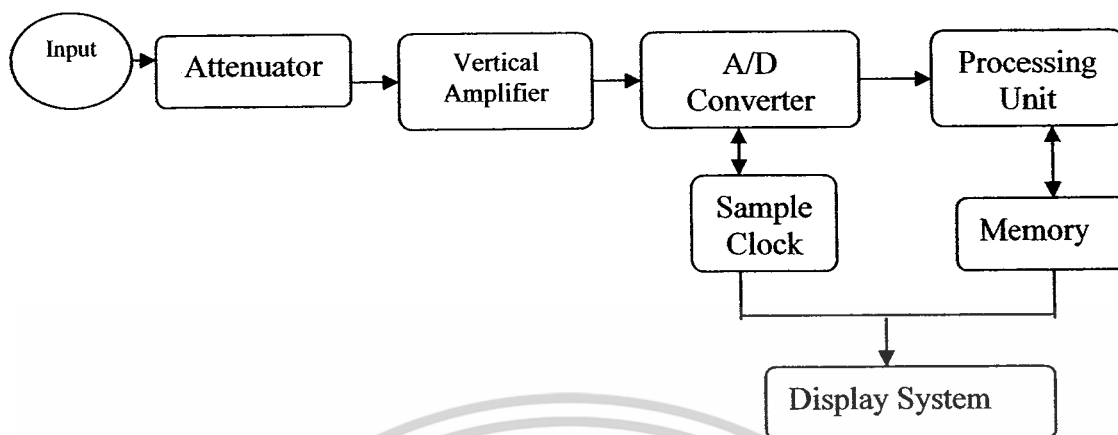 Input
Attenuator
Vertical
Amplifier
A/D
Converter
Processing
Unit
Sample
Clock
Memory
Display System